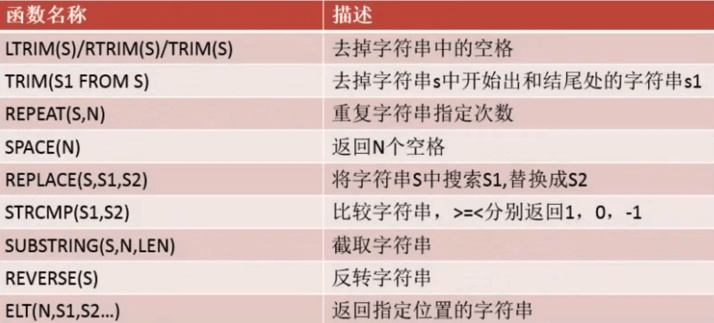 函数名称 描述
LTRIM(S)/RTRIM(S)/TRIM(S) 去掉字符串中的空格
TRIM(S1 FROM S) 去掉字符串s中开始出和结尾处的字符串s1
REPEAT(S,N) 重复字符串指定次数
SPACE(N) 返回N个空格
REPLACE(S,S1,S2) 将字符串S中搜索S1,替换成S2
STRCMP(S1,S2) 比较字符串，>=<分别返回1，0，-1
SUBSTRING(S,N,LEN) 截取字符串
REVERSE(S) 反转字符串
ELT(N,S1,S2...) 返回指定位置的字符串